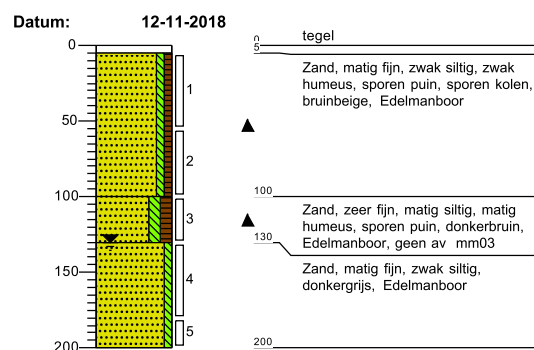 Datum: 12-11-2018
0
50
100
150
200
1
2
3
4
5
0
tegel
5
Zand, matig fijn, zwak siltig, zwak
humeus, sporen puin, sporen kolen,
bruinbeige, Edelmanboor
100
Zand, zeer fijn, matig siltig, matig
humeus, sporen puin, donkerbruin,
Edelmanboor, geen av mm03
130
Zand, matig fijn, zwak siltig,
donkergrijs, Edelmanboor
200